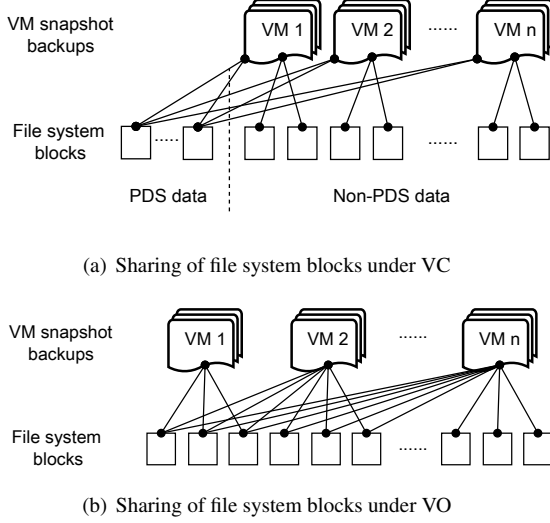 VM snapshot
backups
VM 1
VM 2
......
VM n
File system
blocks
.....
......
PDS data
Non-PDS data
(a) Sharing of file system blocks under VC
VM snapshot
backups
VM 1
VM 2
......
VM n
File system
blocks
......
(b) Sharing of file system blocks under VO